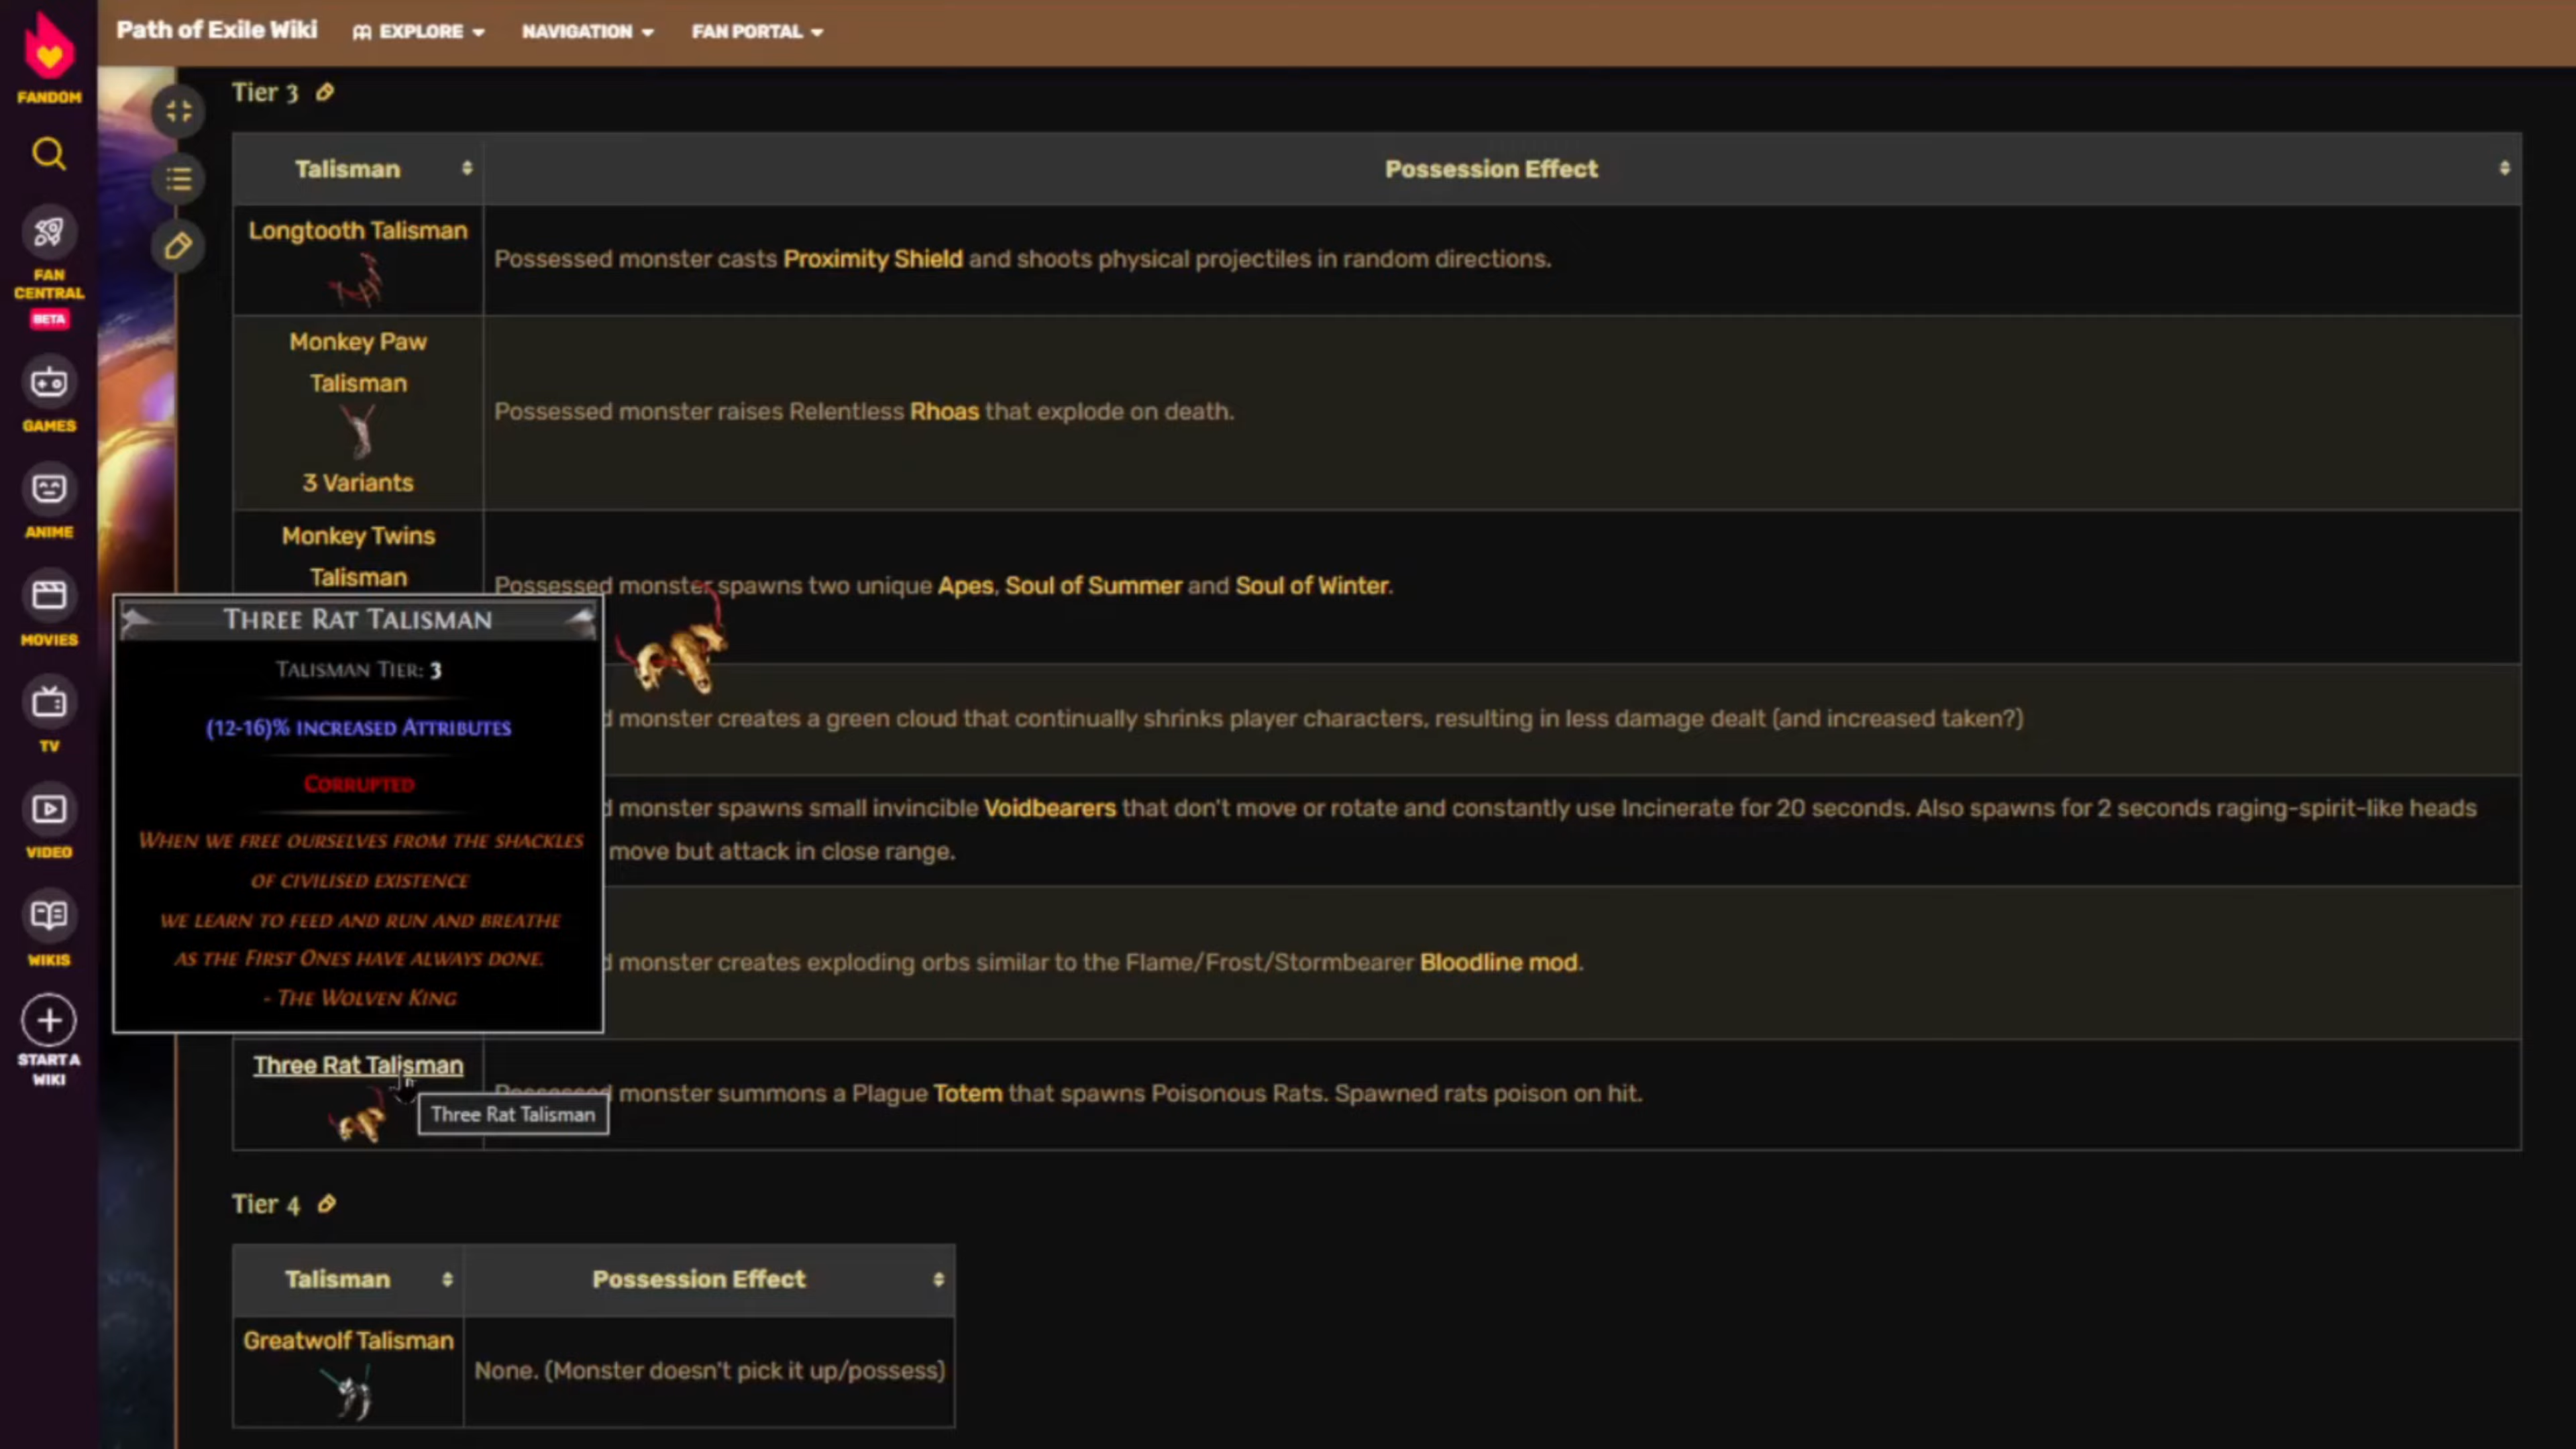 Path of Exile Wiki
EXPLORE
NAVIGATION
FAN PORTAL
FANDOM
FAN
CENTRAL
BETA
GAMES
ANIME
MOVIES
TV
VIDEO
WIKIS
START A
WIKI
Tier 3
Talisman
Possession Effect
Longtooth Talisman
Possessed monster casts Proximity Shield and shoots physical projectiles in random directions.
Monkey Paw
Talisman
3 Variants
Possessed monster raises Relentless Rhoas that explode on death.
Monkey Twins
Talisman
Possessed monster spawns two unique Apes, Soul of Summer and Soul of Winter.
THREE RAT TALISMAN
TALISMAN TIER: 3
(12-16)% INCREASED ATTRIBUTES
CORRUPTED
WHEN WE FREE OURSELVES FROM THE SHACKLES
OF CIVILISED EXISTENCE
WE LEARN TO FEED AND RUN AND BREATHE
AS THE FIRST ONES HAVE ALWAYS DONE.
- THE WOLVEN KING
d monster creates a green cloud that continually shrinks player characters, resulting in less damage dealt (and increased taken?)
d monster spawns small invincible Voidbearers that don't move or rotate and constantly use Incinerate for 20 seconds. Also spawns for 2 seconds raging-spirit-like heads
move but attack in close range.
d monster creates exploding orbs similar to the Flame/Frost/Stormbearer Bloodline mod.
Three Rat Talisman
Three Rat Talisman
Possessed monster summons a Plague Totem that spawns Poisonous Rats. Spawned rats poison on hit.
Tier 4
Talisman
Possession Effect
Greatwolf Talisman
None. (Monster doesn't pick it up/possess)